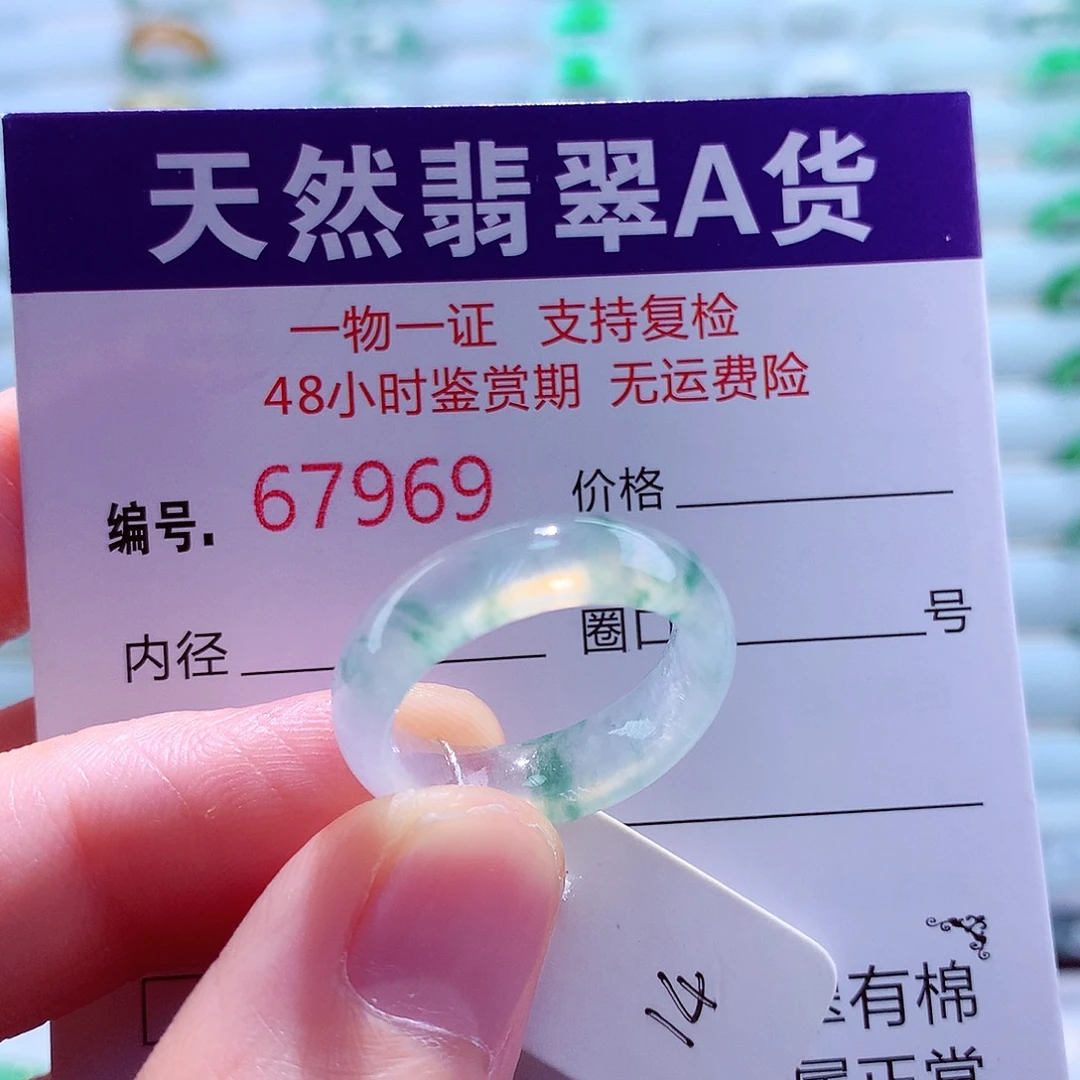 天然翡翠A货
一物一证 支持复检
48小时鉴赏期 无运费险
编号. 67969 价格
内径 圈口 号
14
有棉
正常